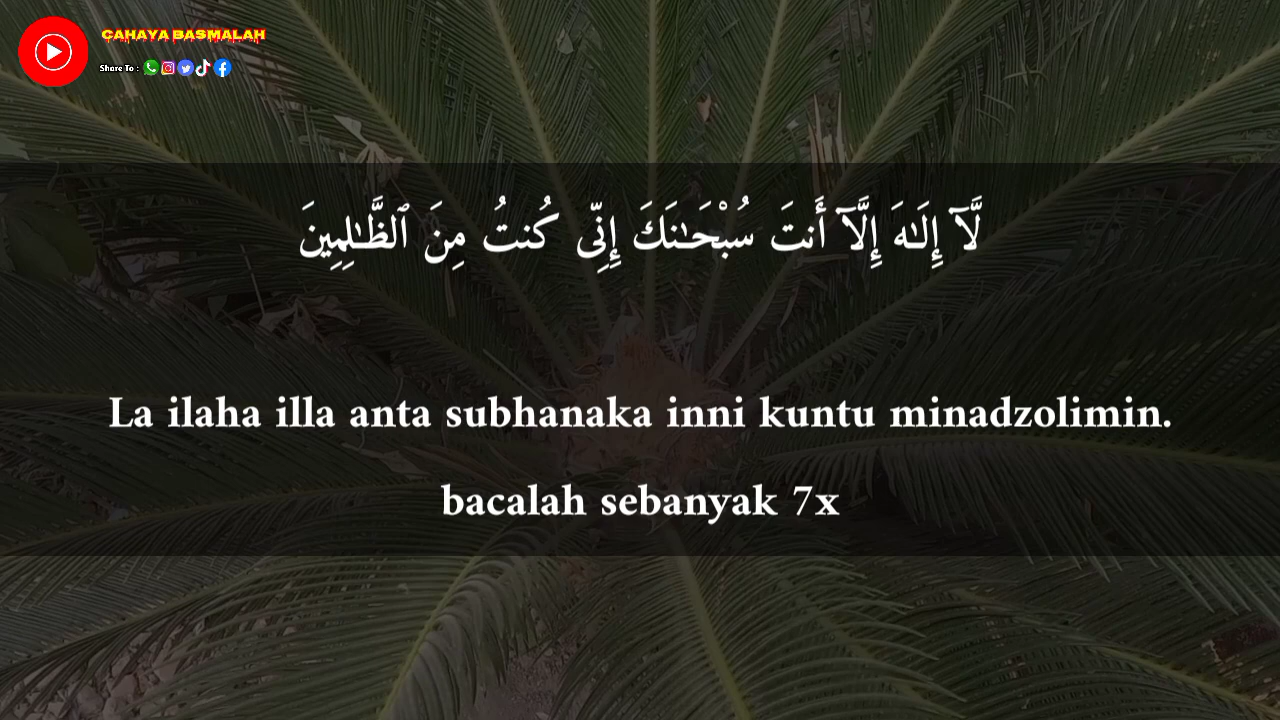 CAHAYA BASMALAH
Share To :
لَّآ إِلَـٰهَ إِلَّآ أَنتَ سُبْحَـٰنَكَ إِنِّى كُنتُ مِنَ ٱلظَّـٰلِمِينَ
La ilaha illa anta subhanaka inni kuntu minadzolimin.
bacalah sebanyak 7x